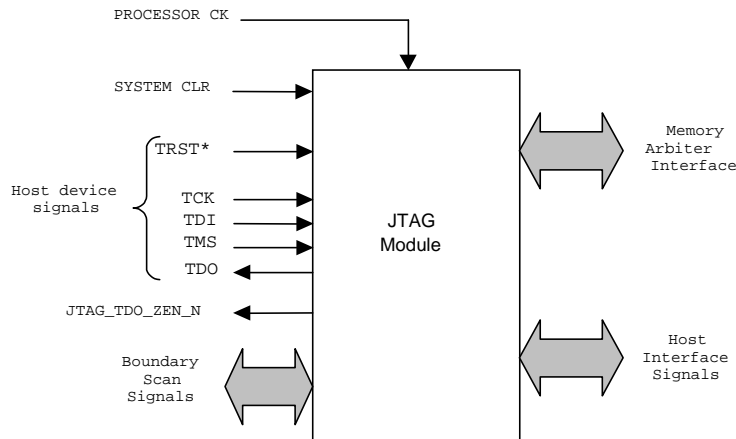 PROCESSOR CK
SYSTEM CLR
TRST*
Host device
signals
TCK
TDI
TMS
TDO
JTAG_TDO_ZEN_N
Boundary
Scan
Signals
JTAG
Module
Memory
Arbiter
Interface
Host
Interface
Signals